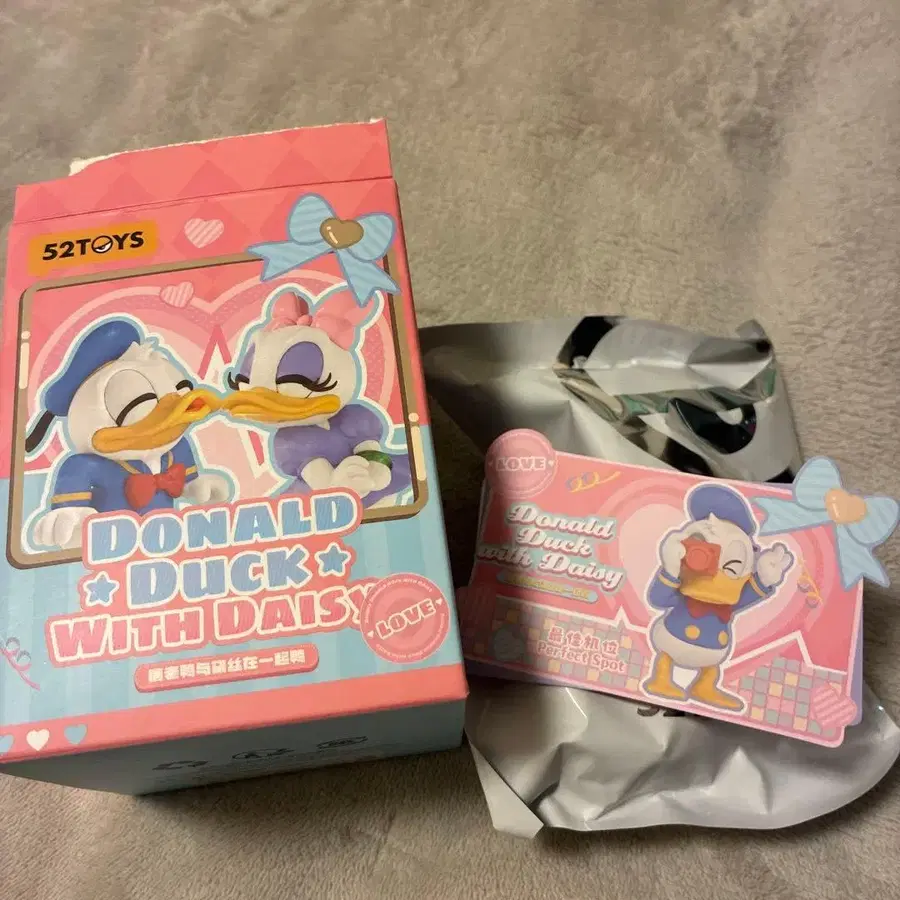 52TOYS
DONALD
DUCK
WITH DAISY
LOVE
唐老鸭与黛丝在一起鸭
LOVE
Donald
Duck
with Daisy
最佳机位
Perfect Spot